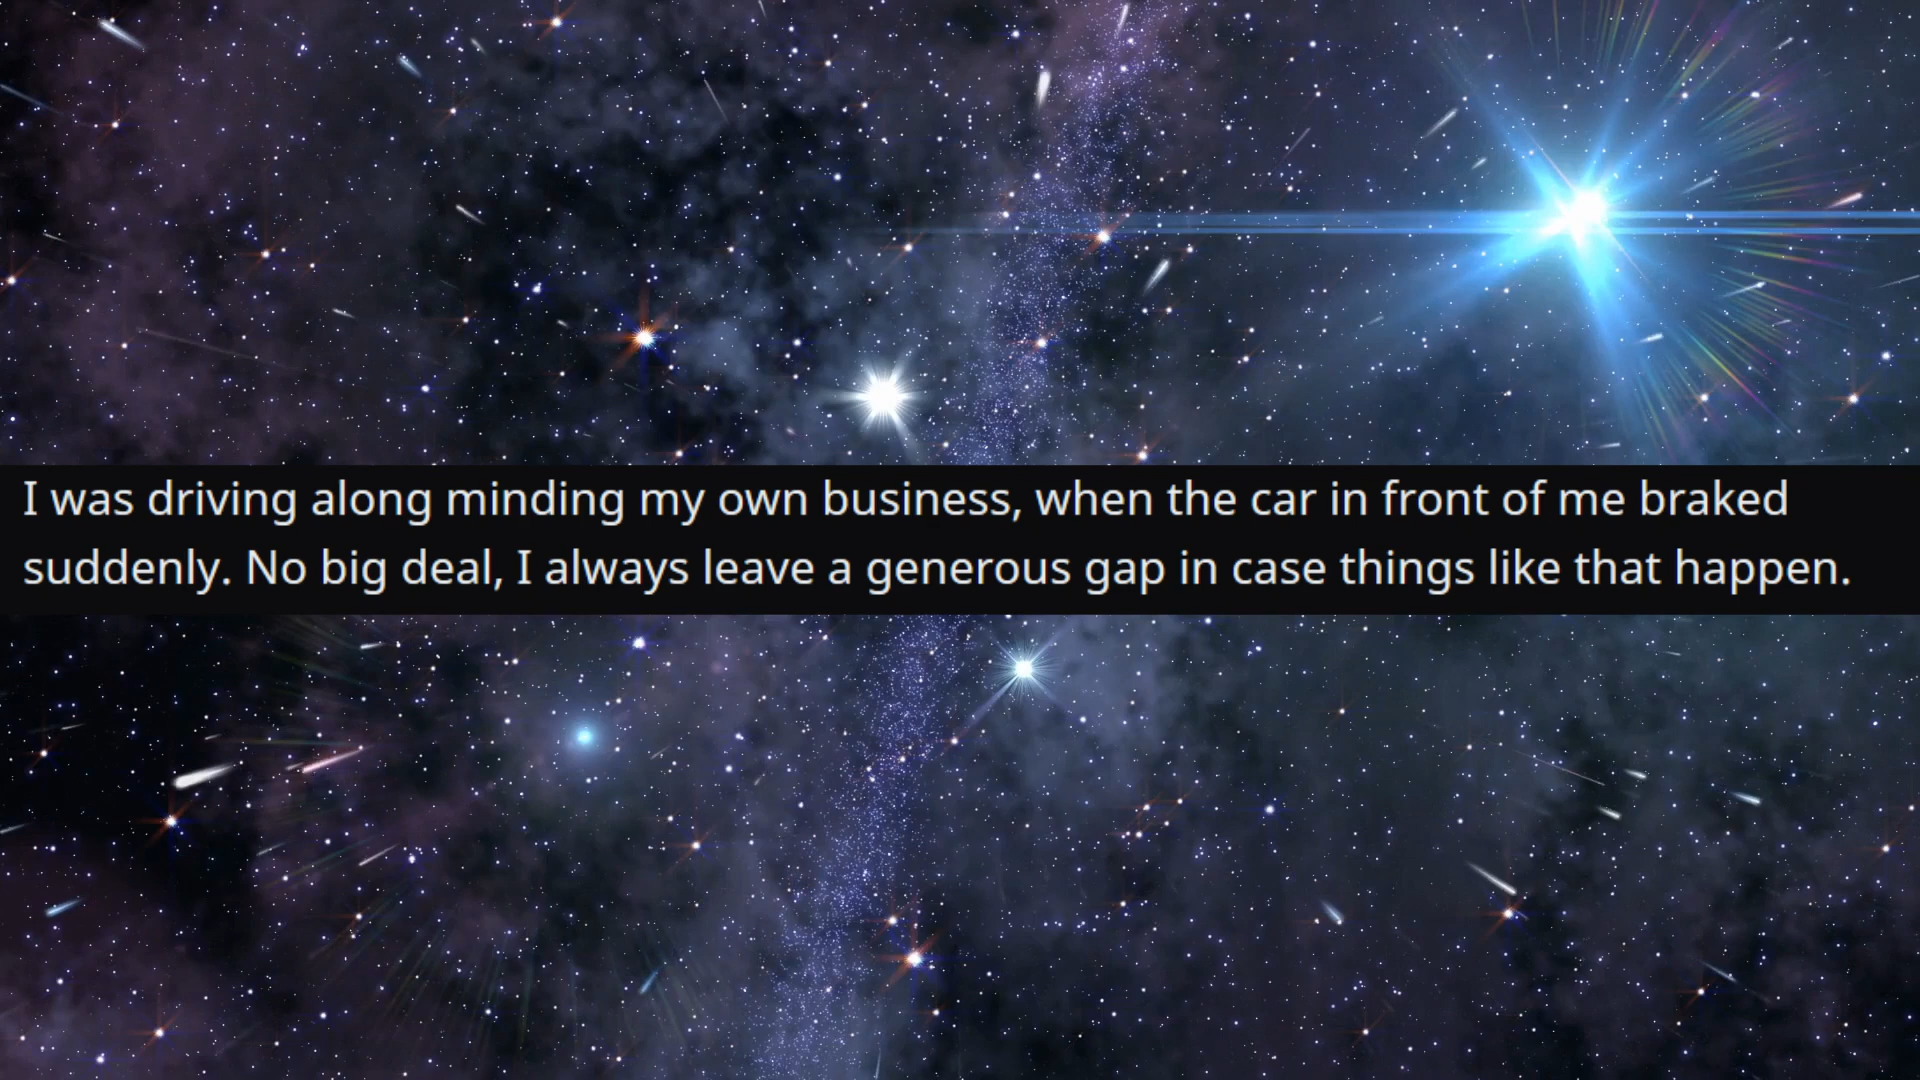 I was driving along minding my own business, when the car in front of me braked
suddenly. No big deal, I always leave a generous gap in case things like that happen.